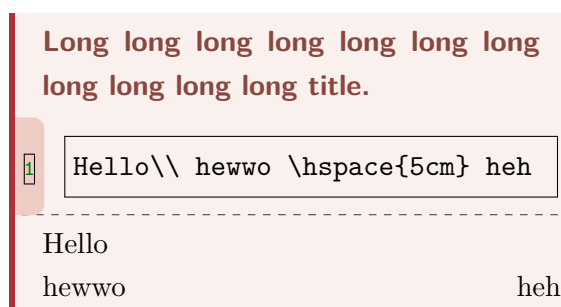 Long long long long long long long
long long long long title.
1 Hello\\ hewwo \hspace{5cm} heh
Hello
hewwo heh